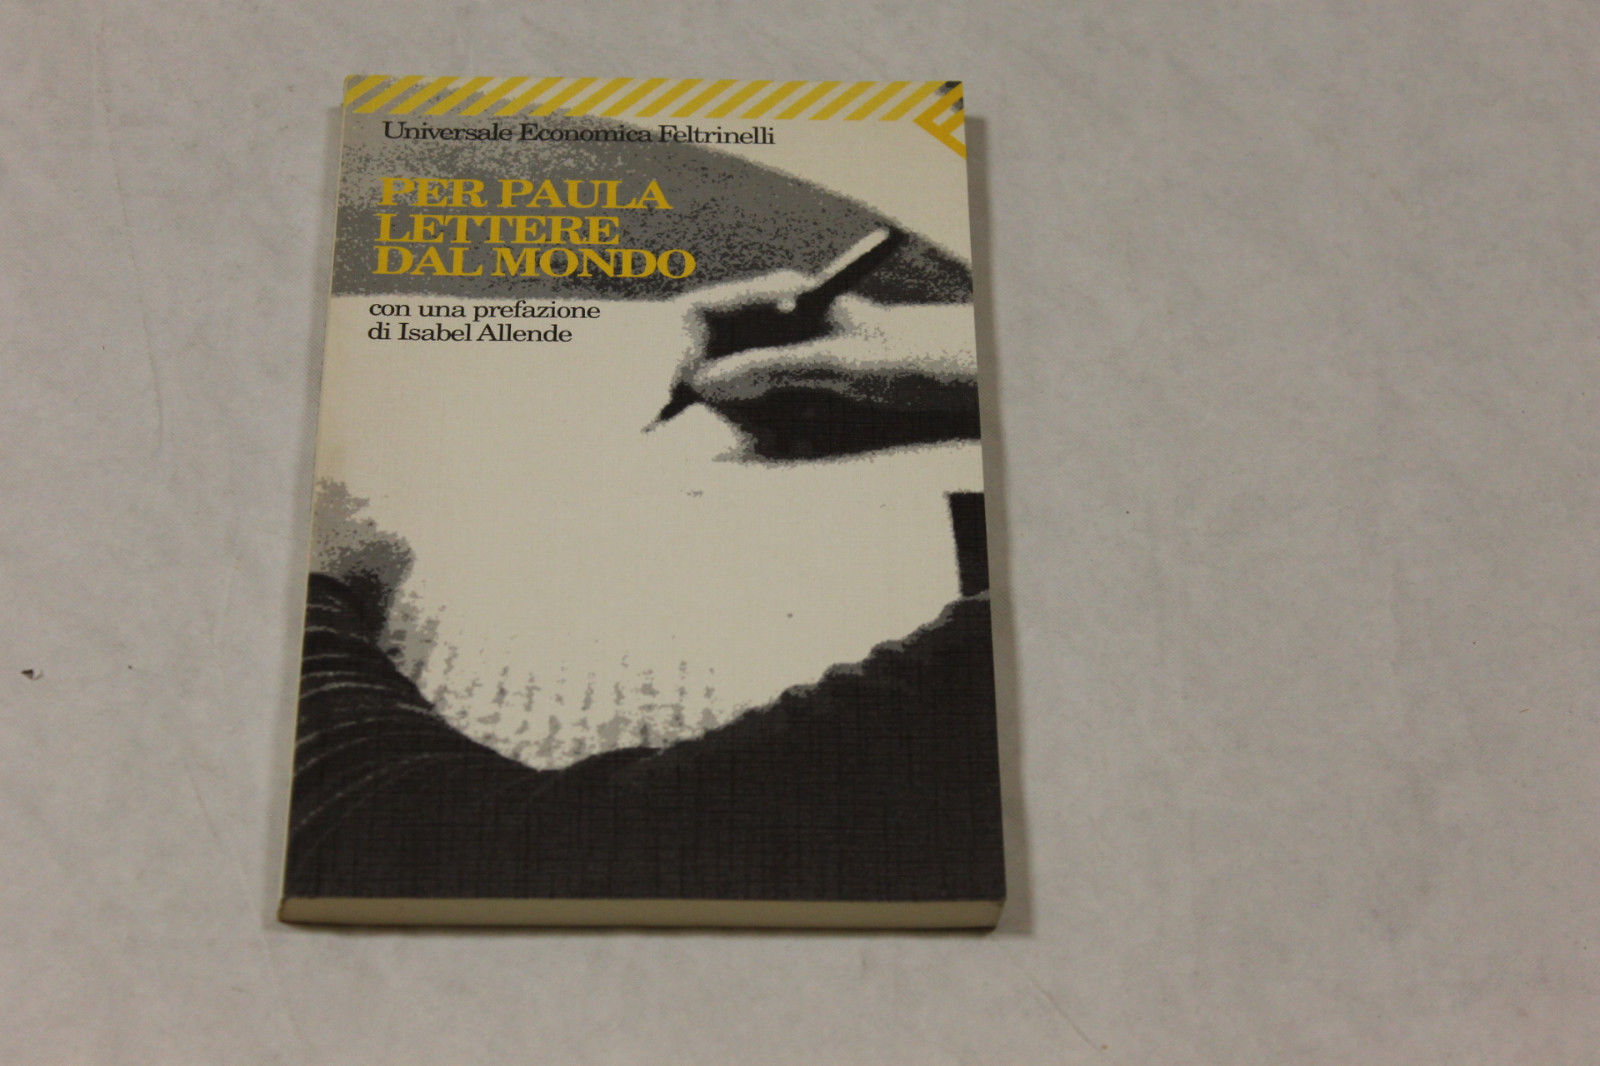 Universale Economica Feltrinelli
PER PAULA
LETTERE
DAL MONDO
con una prefazione
di Isabel Allende